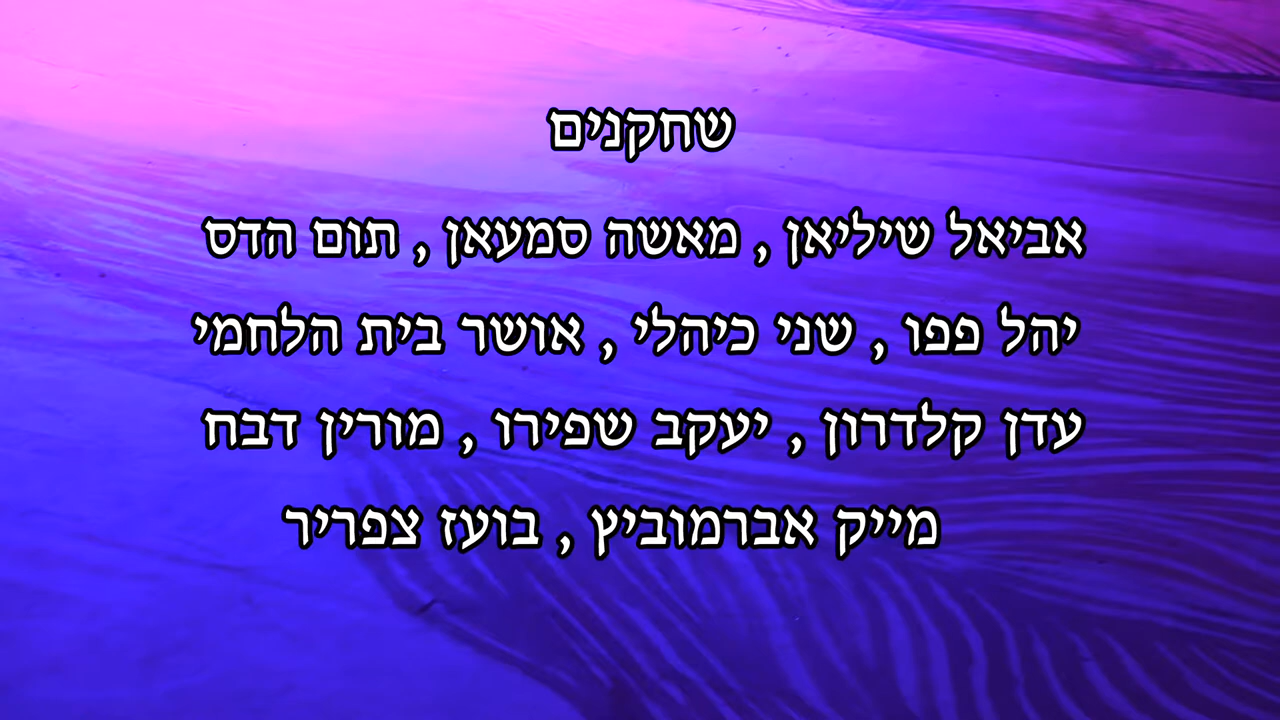 שחקנים
אביאל שיליאן , מאשה סמעאן , תום הדס
יהל פפו , שני כיהלי , אושר בית הלחמי
עדן קלדרון , יעקב שפירו , מורין דבח
מייק אברמוביץ , בועז צפריר